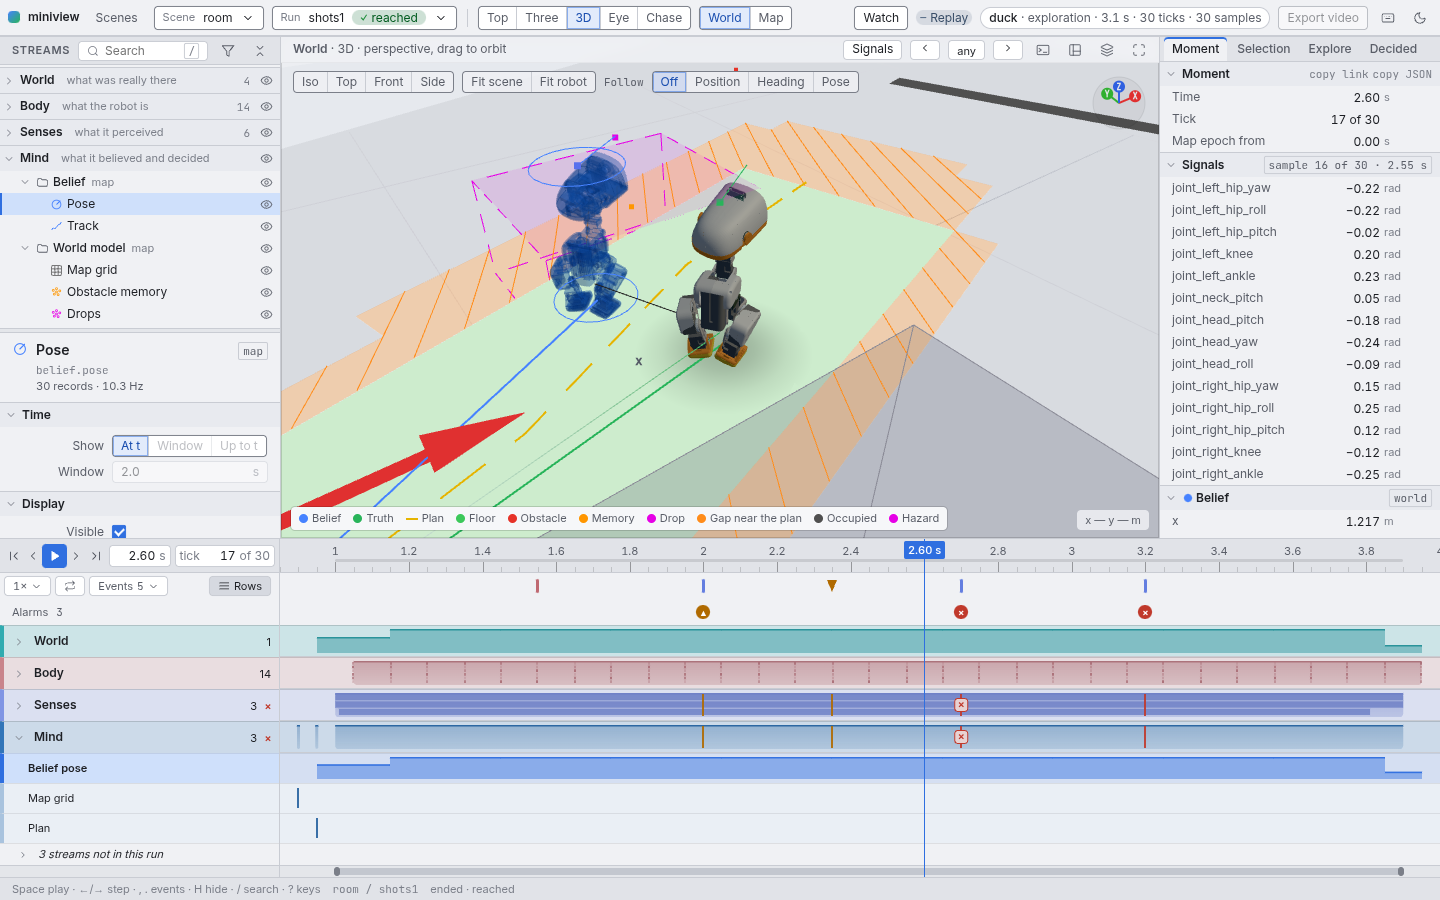 miniview Scenes Scene room Run shots1 ✓ reached Top Three 3D Eye Chase World Map Watch Replay duck · exploration · 3.1 s · 30 ticks · 30 samples Export video
STREAMS Search / World · 3D · perspective, drag to orbit Signals any Moment Selection Explore Decided
World what was really there 4
Body what the robot is 14
Senses what it perceived 6
Mind what it believed and decided
Belief map
Pose
Track
World model map
Map grid
Obstacle memory
Drops
Pose map
belief.pose
30 records · 10.3 Hz
Time
Show At t Window Up to t
Window 2.0 s
Display
Visible
Iso Top Front Side Fit scene Fit robot Follow Off Position Heading Pose
Y Z X
x
Belief Truth Plan Floor Obstacle Memory Drop Gap near the plan Occupied Hazard
x — y — m
Moment copy link copy JSON
Time 2.60 s
Tick 17 of 30
Map epoch from 0.00 s
Signals sample 16 of 30 · 2.55 s
joint_left_hip_yaw −0.22 rad
joint_left_hip_roll −0.22 rad
joint_left_hip_pitch −0.02 rad
joint_left_knee 0.20 rad
joint_left_ankle 0.23 rad
joint_neck_pitch 0.05 rad
joint_head_pitch −0.18 rad
joint_head_yaw −0.24 rad
joint_head_roll −0.09 rad
joint_right_hip_yaw 0.15 rad
joint_right_hip_roll 0.25 rad
joint_right_hip_pitch 0.12 rad
joint_right_knee −0.12 rad
joint_right_ankle −0.25 rad
Belief world
x 1.217 m
2.60 s tick 17 of 30 1 1.2 1.4 1.6 1.8 2 2.2 2.4 2.60 s 2.8 3 3.2 3.4 3.6 3.8 4
1× Events 5 Rows
Alarms 3
World 1
Body 14
Senses 3 ×
Mind 3 ×
Belief pose
Map grid
Plan
3 streams not in this run
Space play · ←/→ step · , . events · H hide · / search · ? keys room / shots1 ended · reached